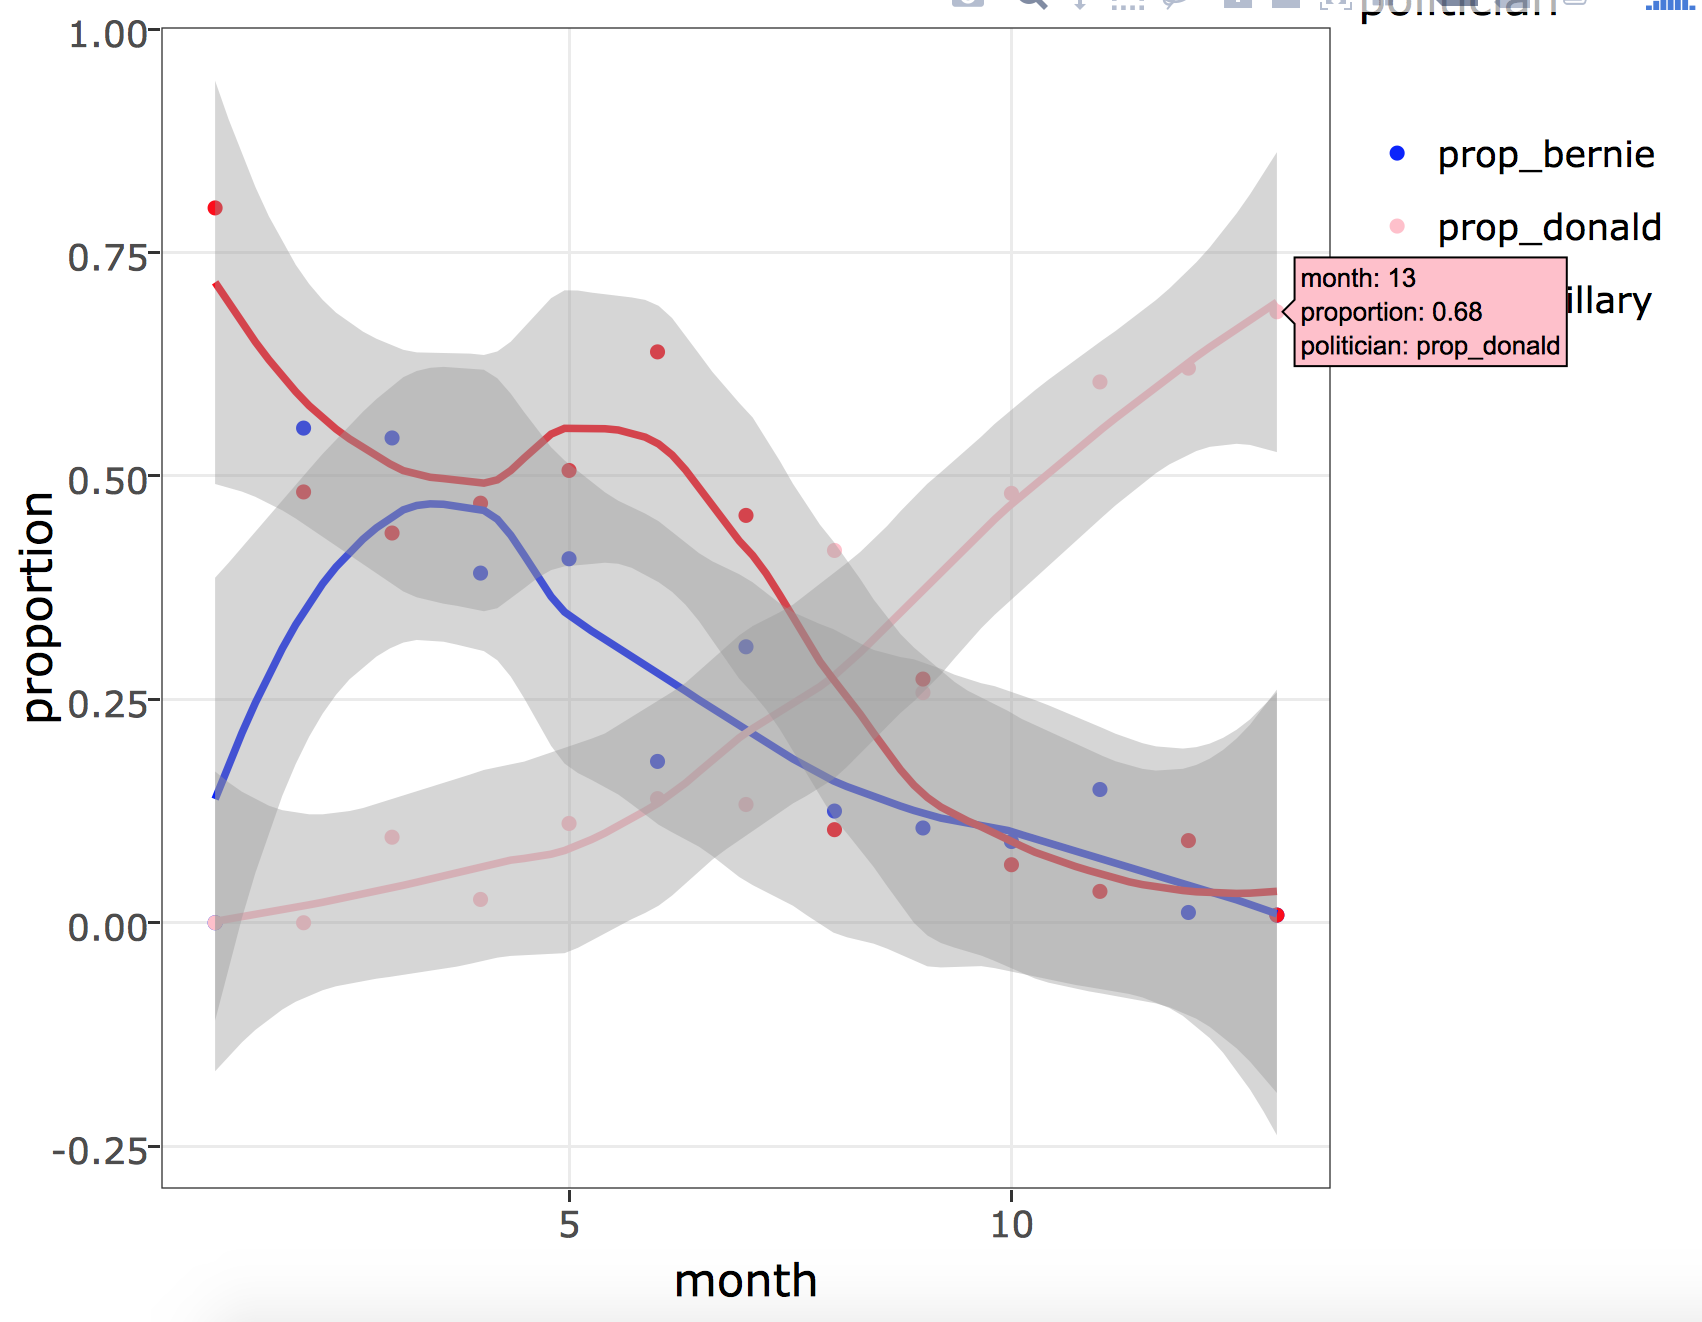 politician
1.00
0.75
0.50
0.25
0.00
-0.25
proportion
5
10
month
prop_bernie
prop_donald
illary
month: 13
proportion: 0.68
politician: prop_donald